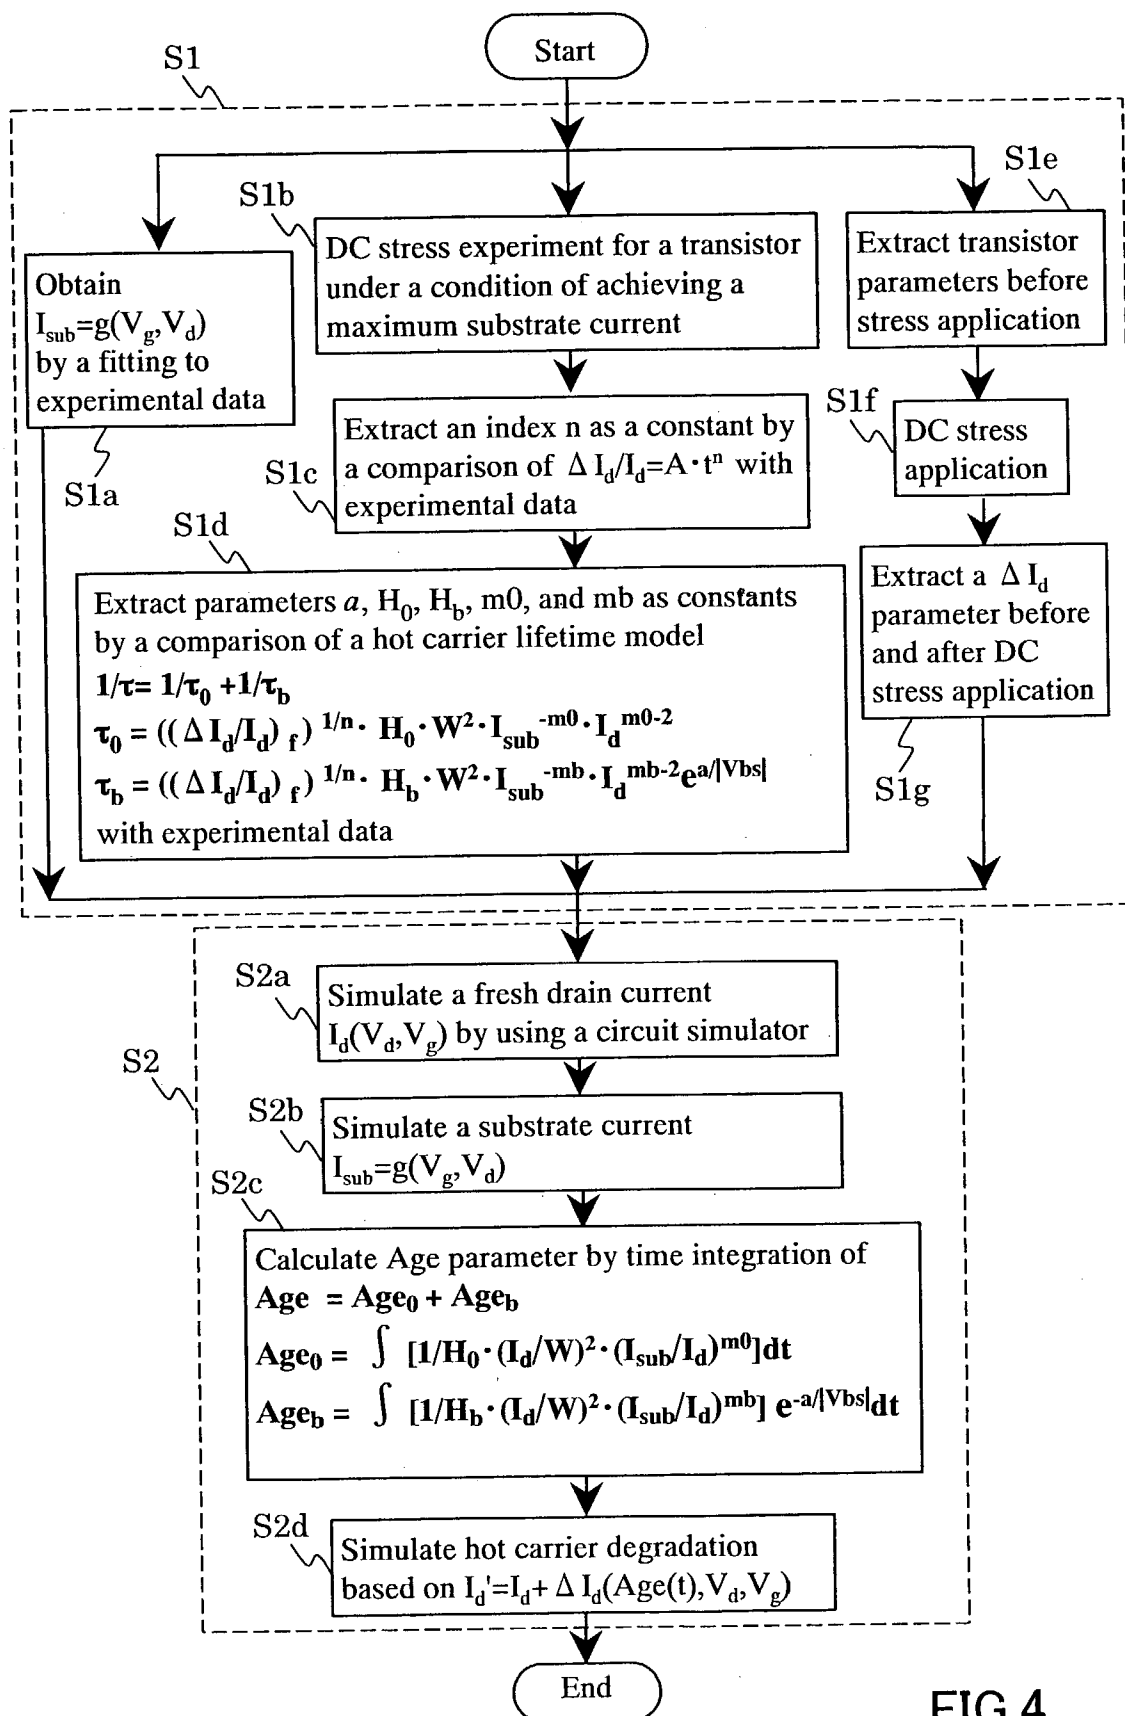 Start
S1
S1e
S1b
Extract transistor
parameters before
stress application
DC stress experiment for a transistor
under a condition of achieving a
maximum substrate current
Obtain
I_sub=g(V_g,V_d)
by a fitting to
experimental data
S1a
S1f
DC stress
application
Extract an index n as a constant by
a comparison of Δ I_d/I_d=A·t^n with
experimental data
S1c
S1d
Extract a Δ I_d
parameter before
and after DC
stress application
S1g
Extract parameters a, H_0, H_b, m0, and mb as constants
by a comparison of a hot carrier lifetime model
1/τ= 1/τ_0 +1/τ_b
τ_0 = ((Δ I_d/I_d)_f)^1/n · H_0·W^2·I_sub^-m0·I_d^m0-2
τ_b = ((Δ I_d/I_d)_f)^1/n · H_b·W^2·I_sub^-mb·I_d^mb-2 e^a/|Vbs|
with experimental data
S2a
Simulate a fresh drain current
I_d(V_d,V_g) by using a circuit simulator
S2
S2b
Simulate a substrate current
I_sub=g(V_g,V_d)
S2c
Calculate Age parameter by time integration of
Age = Age_0 + Age_b
Age_0 = ∫ [1/H_0·(I_d/W)^2·(I_sub/I_d)^m0]dt
Age_b = ∫ [1/H_b·(I_d/W)^2·(I_sub/I_d)^mb] e^-a/|Vbs| dt
S2d
Simulate hot carrier degradation
based on I_d'=I_d+ Δ I_d(Age(t),V_d,V_g)
End
FIG.4